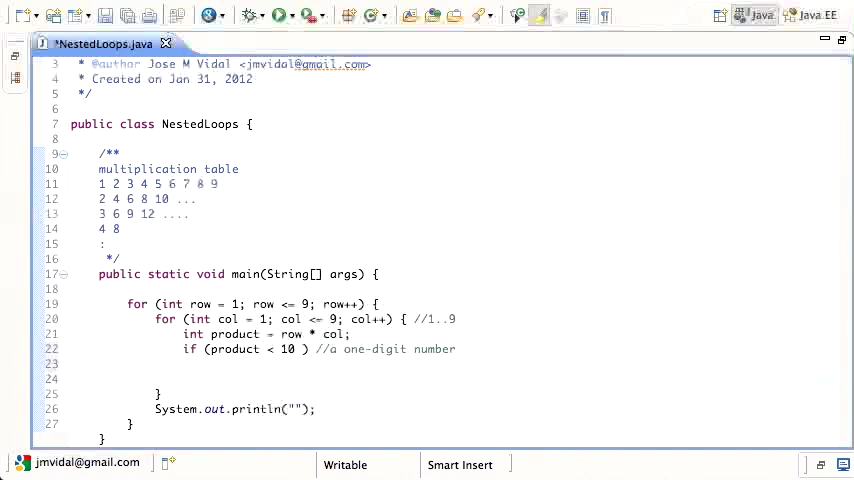 Java
Java EE
*NestedLoops.java
3 * @author Jose M Vidal <jmvidal@gmail.com>
4 * Created on Jan 31, 2012
5 */
6
7 public class NestedLoops {
8
9 /**
10 multiplication table
11 1 2 3 4 5 6 7 8 9
12 2 4 6 8 10 ...
13 3 6 9 12 ....
14 4 8
15 :
16 */
17 public static void main(String[] args) {
18
19 for (int row = 1; row <= 9; row++) {
20 for (int col = 1; col <= 9; col++) { //1..9
21 int product = row * col;
22 if (product < 10 ) //a one-digit number
23
24
25 }
26 System.out.println("");
27 }
}
jmvidal@gmail.com
Writable
Smart Insert